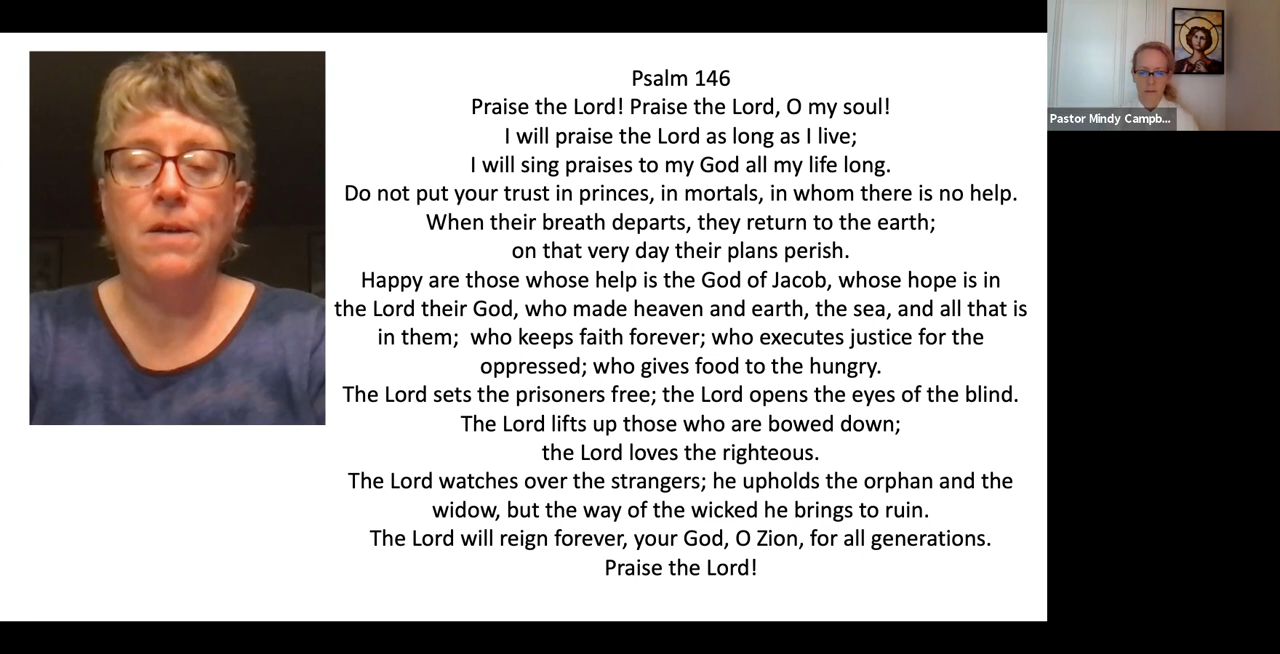 Psalm 146
Praise the Lord! Praise the Lord, O my soul!
I will praise the Lord as long as I live;
I will sing praises to my God all my life long.
Do not put your trust in princes, in mortals, in whom there is no help.
When their breath departs, they return to the earth;
on that very day their plans perish.
Happy are those whose help is the God of Jacob, whose hope is in
the Lord their God, who made heaven and earth, the sea, and all that is
in them;  who keeps faith forever; who executes justice for the
oppressed; who gives food to the hungry.
The Lord sets the prisoners free; the Lord opens the eyes of the blind.
The Lord lifts up those who are bowed down;
the Lord loves the righteous.
The Lord watches over the strangers; he upholds the orphan and the
widow, but the way of the wicked he brings to ruin.
The Lord will reign forever, your God, O Zion, for all generations.
Praise the Lord!
Pastor Mindy Campb...